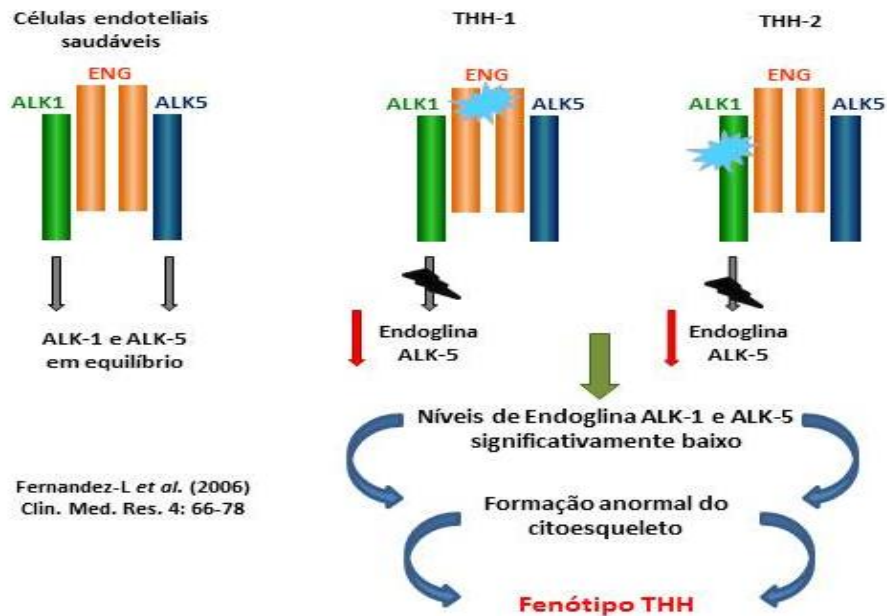 Células endoteliais
saudáveis
ENG
ALK1
ALK5
ALK-1 e ALK-5
em equilíbrio
THH-1
ENG
ALK1
ALK5
Endoglina
ALK-5
THH-2
ENG
ALK1
ALK5
Endoglina
ALK-5
Níveis de Endoglina ALK-1 e ALK-5
significativamente baixo
Formação anormal do
citoesqueleto
Fenótipo THH
Fernandez-L et al. (2006)
Clin. Med. Res. 4: 66-78